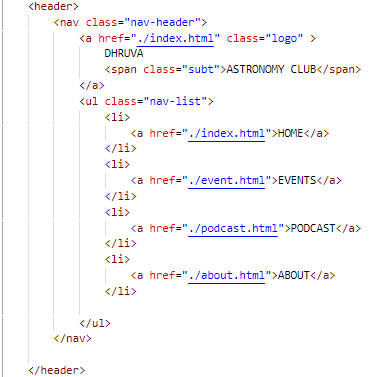 <header>
<nav class="nav-header">
<a href="./index.html" class="logo" >
DHRUVA
<span class="subt">ASTRONOMY CLUB</span>
</a>
<ul class="nav-list">
<li>
<a href="./index.html">HOME</a>
</li>
<li>
<a href="./event.html">EVENTS</a>
</li>
<li>
<a href="./podcast.html">PODCAST</a>
</li>
<li>
<a href="./about.html">ABOUT</a>
</li>
</ul>
</nav>
</header>